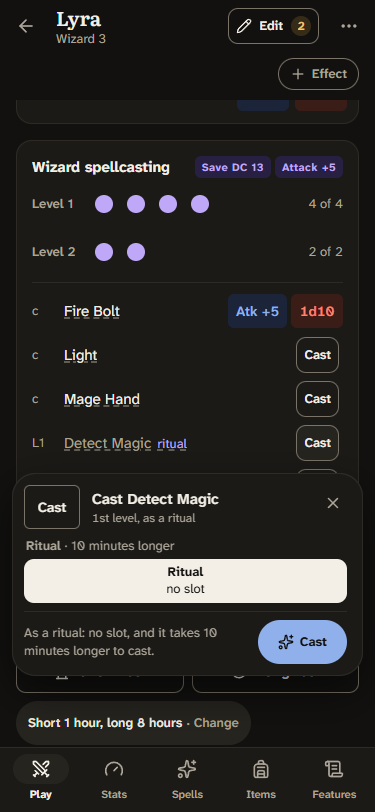 Lyra
Wizard 3
Edit 2
Effect
Wizard spellcasting
Save DC 13
Attack +5
Level 1
4 of 4
Level 2
2 of 2
c Fire Bolt Atk +5 1d10
c Light Cast
c Mage Hand Cast
L1 Detect Magic ritual Cast
Cast
Cast Detect Magic
1st level, as a ritual
Ritual · 10 minutes longer
Ritual
no slot
As a ritual: no slot, and it takes 10
minutes longer to cast.
Cast
Short 1 hour, long 8 hours · Change
Play Stats Spells Items Features